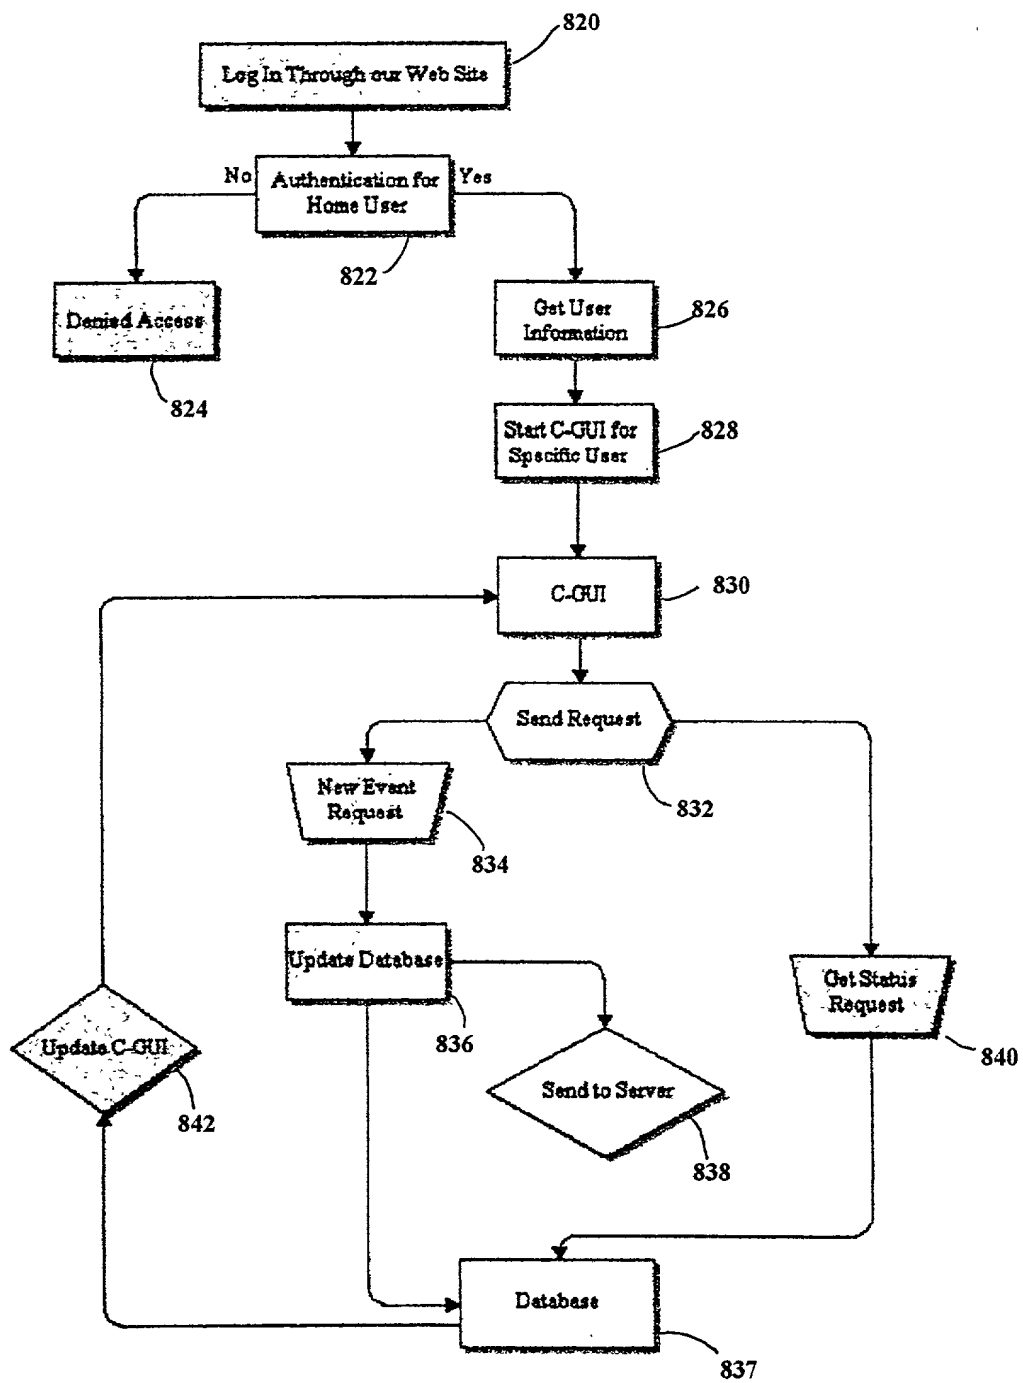 820
Log In Through our Web Site
No
Authentication for
Home User
Yes
822
Denied Access
824
Get User
Information
826
Start C-GUI for
Specific User
828
C-GUI
830
Send Request
832
New Event
Request
834
Update Database
836
Get Status
Request
840
Update C-GUI
842
Send to Server
838
Database
837